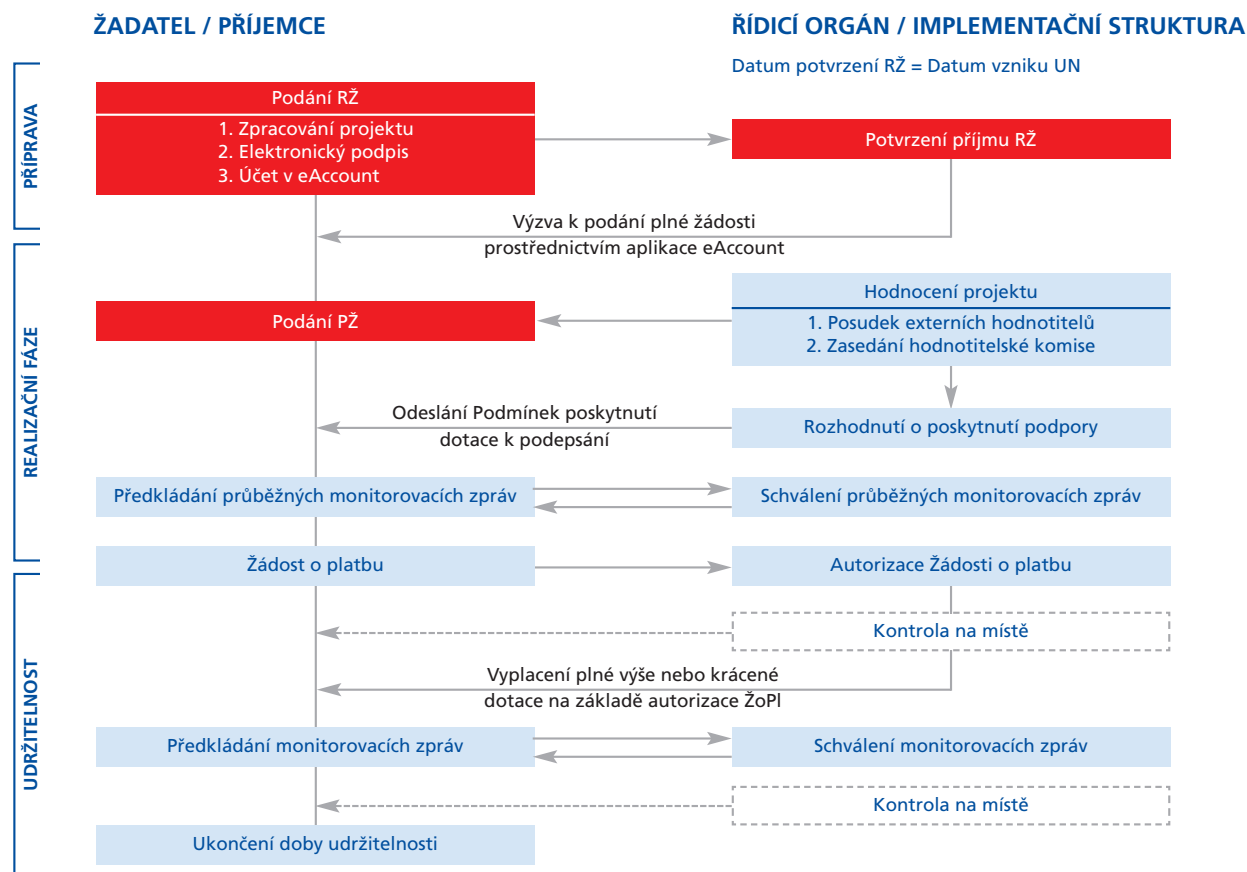 ŽADATEL / PŘÍJEMCE
ŘÍDICÍ ORGÁN / IMPLEMENTAČNÍ STRUKTURA
Datum potvrzení RŽ = Datum vzniku UN
PŘÍPRAVA
Podání RŽ
1. Zpracování projektu
2. Elektronický podpis
3. Účet v eAccount
Potvrzení příjmu RŽ
Výzva k podání plné žádosti
prostřednictvím aplikace eAccount
REALIZAČNÍ FÁZE
Podání PŽ
Hodnocení projektu
1. Posudek externích hodnotitelů
2. Zasedání hodnotitelské komise
Odeslání Podmínek poskytnutí
dotace k podepsání
Rozhodnutí o poskytnutí podpory
Předkládání průběžných monitorovacích zpráv
Schválení průběžných monitorovacích zpráv
UDRŽITELNOST
Žádost o platbu
Autorizace Žádosti o platbu
Kontrola na místě
Vyplacení plné výše nebo krácené
dotace na základě autorizace ŽoPl
Předkládání monitorovacích zpráv
Schválení monitorovacích zpráv
Kontrola na místě
Ukončení doby udržitelnosti